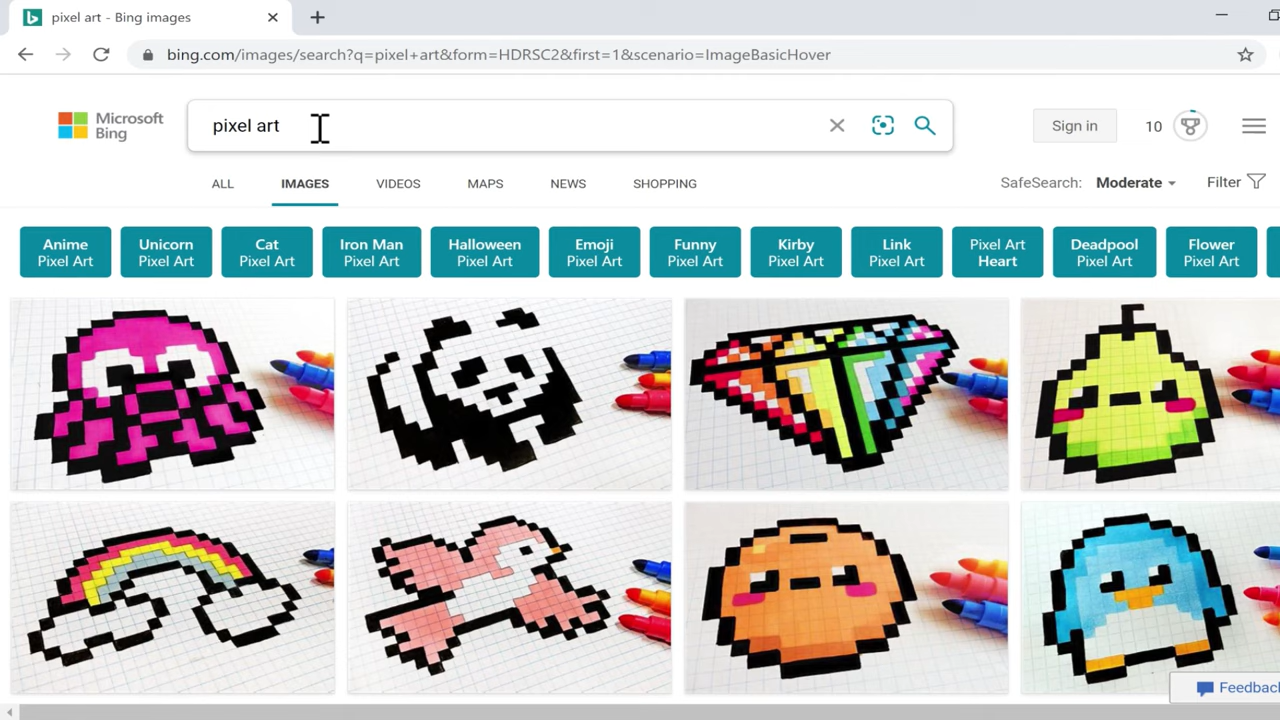 pixel art - Bing images
bing.com/images/search?q=pixel+art&form=HDRSC2&first=1&scenario=ImageBasicHover
Microsoft
Bing
pixel art
Sign in
10
ALL
IMAGES
VIDEOS
MAPS
NEWS
SHOPPING
SafeSearch: Moderate
Filter
Anime
Pixel Art
Unicorn
Pixel Art
Cat
Pixel Art
Iron Man
Pixel Art
Halloween
Pixel Art
Emoji
Pixel Art
Funny
Pixel Art
Kirby
Pixel Art
Link
Pixel Art
Pixel Art
Heart
Deadpool
Pixel Art
Flower
Pixel Art
Feedbac